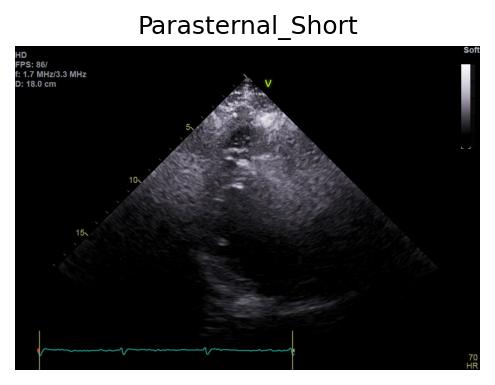 Parasternal_Short
HD
FPS: 86/
f: 1.7 MHz/3.3 MHz
D: 18.0 cm
Soft
V
5
10
15
70
HR